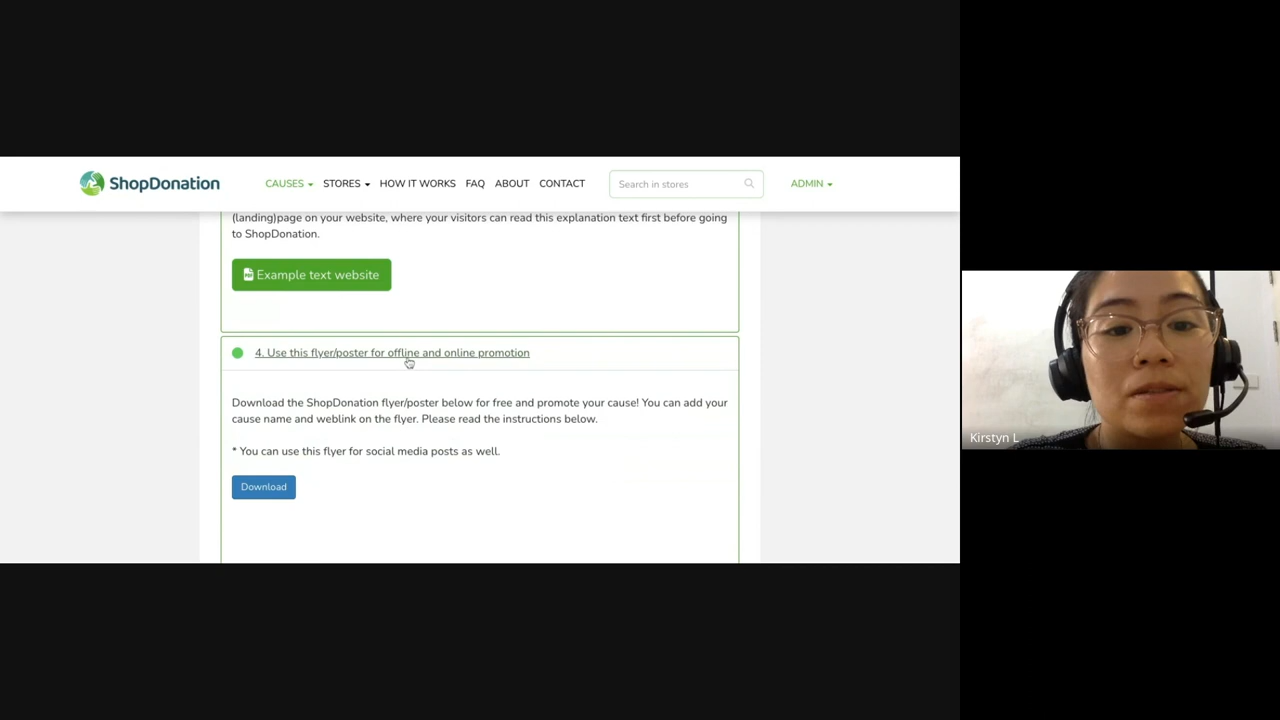 ShopDonation
CAUSES
STORES
HOW IT WORKS
FAQ
ABOUT
CONTACT
Search in stores
ADMIN
(landing)page on your website, where your visitors can read this explanation text first before going
to ShopDonation.
Example text website
4. Use this flyer/poster for offline and online promotion
Download the ShopDonation flyer/poster below for free and promote your cause! You can add your
cause name and weblink on the flyer. Please read the instructions below.
* You can use this flyer for social media posts as well.
Download
Kirstyn L